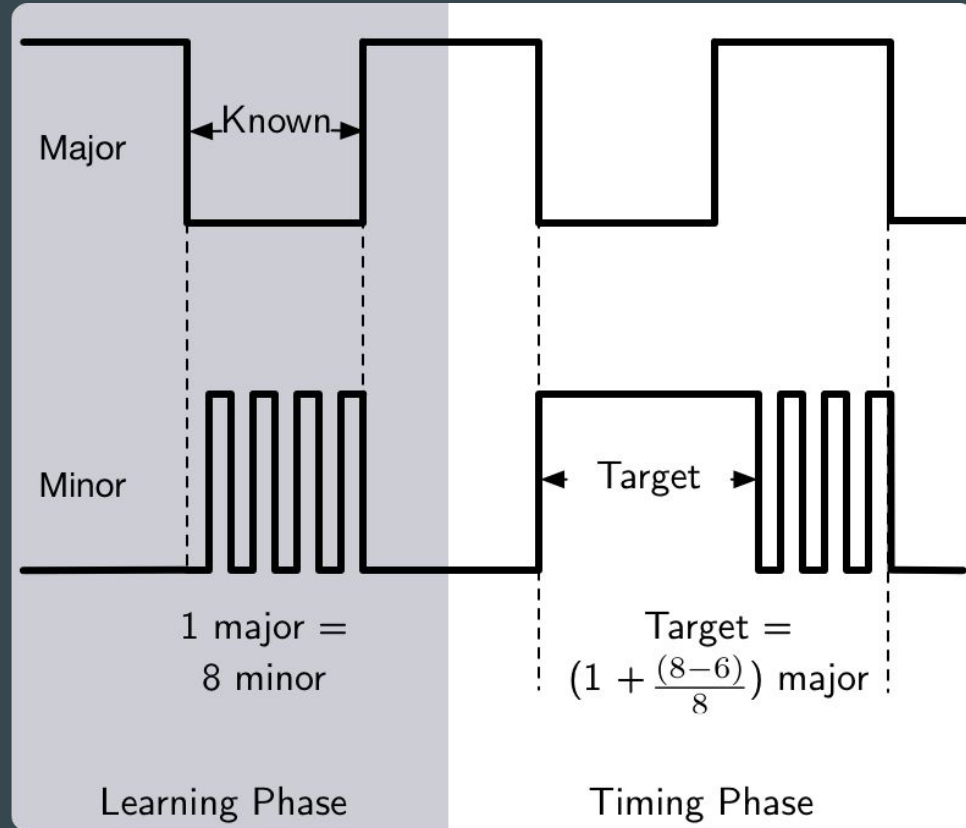 Known
Major
Minor
Target
1 major =
8 minor
Target =
(1 + (8−6)/8) major
Learning Phase
Timing Phase